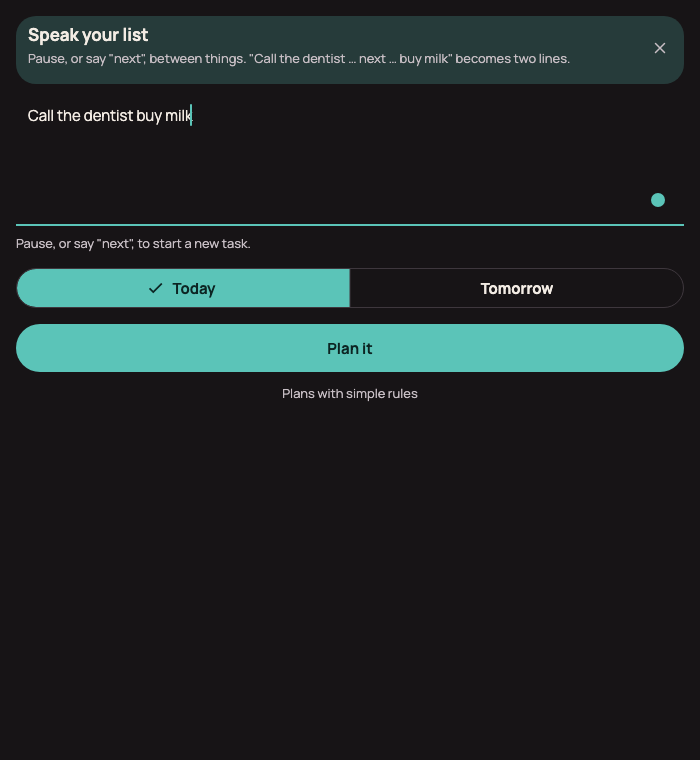 Speak your list
Pause, or say "next", between things. "Call the dentist … next … buy milk" becomes two lines.
Call the dentist buy milk
Pause, or say "next", to start a new task.
Today
Tomorrow
Plan it
Plans with simple rules